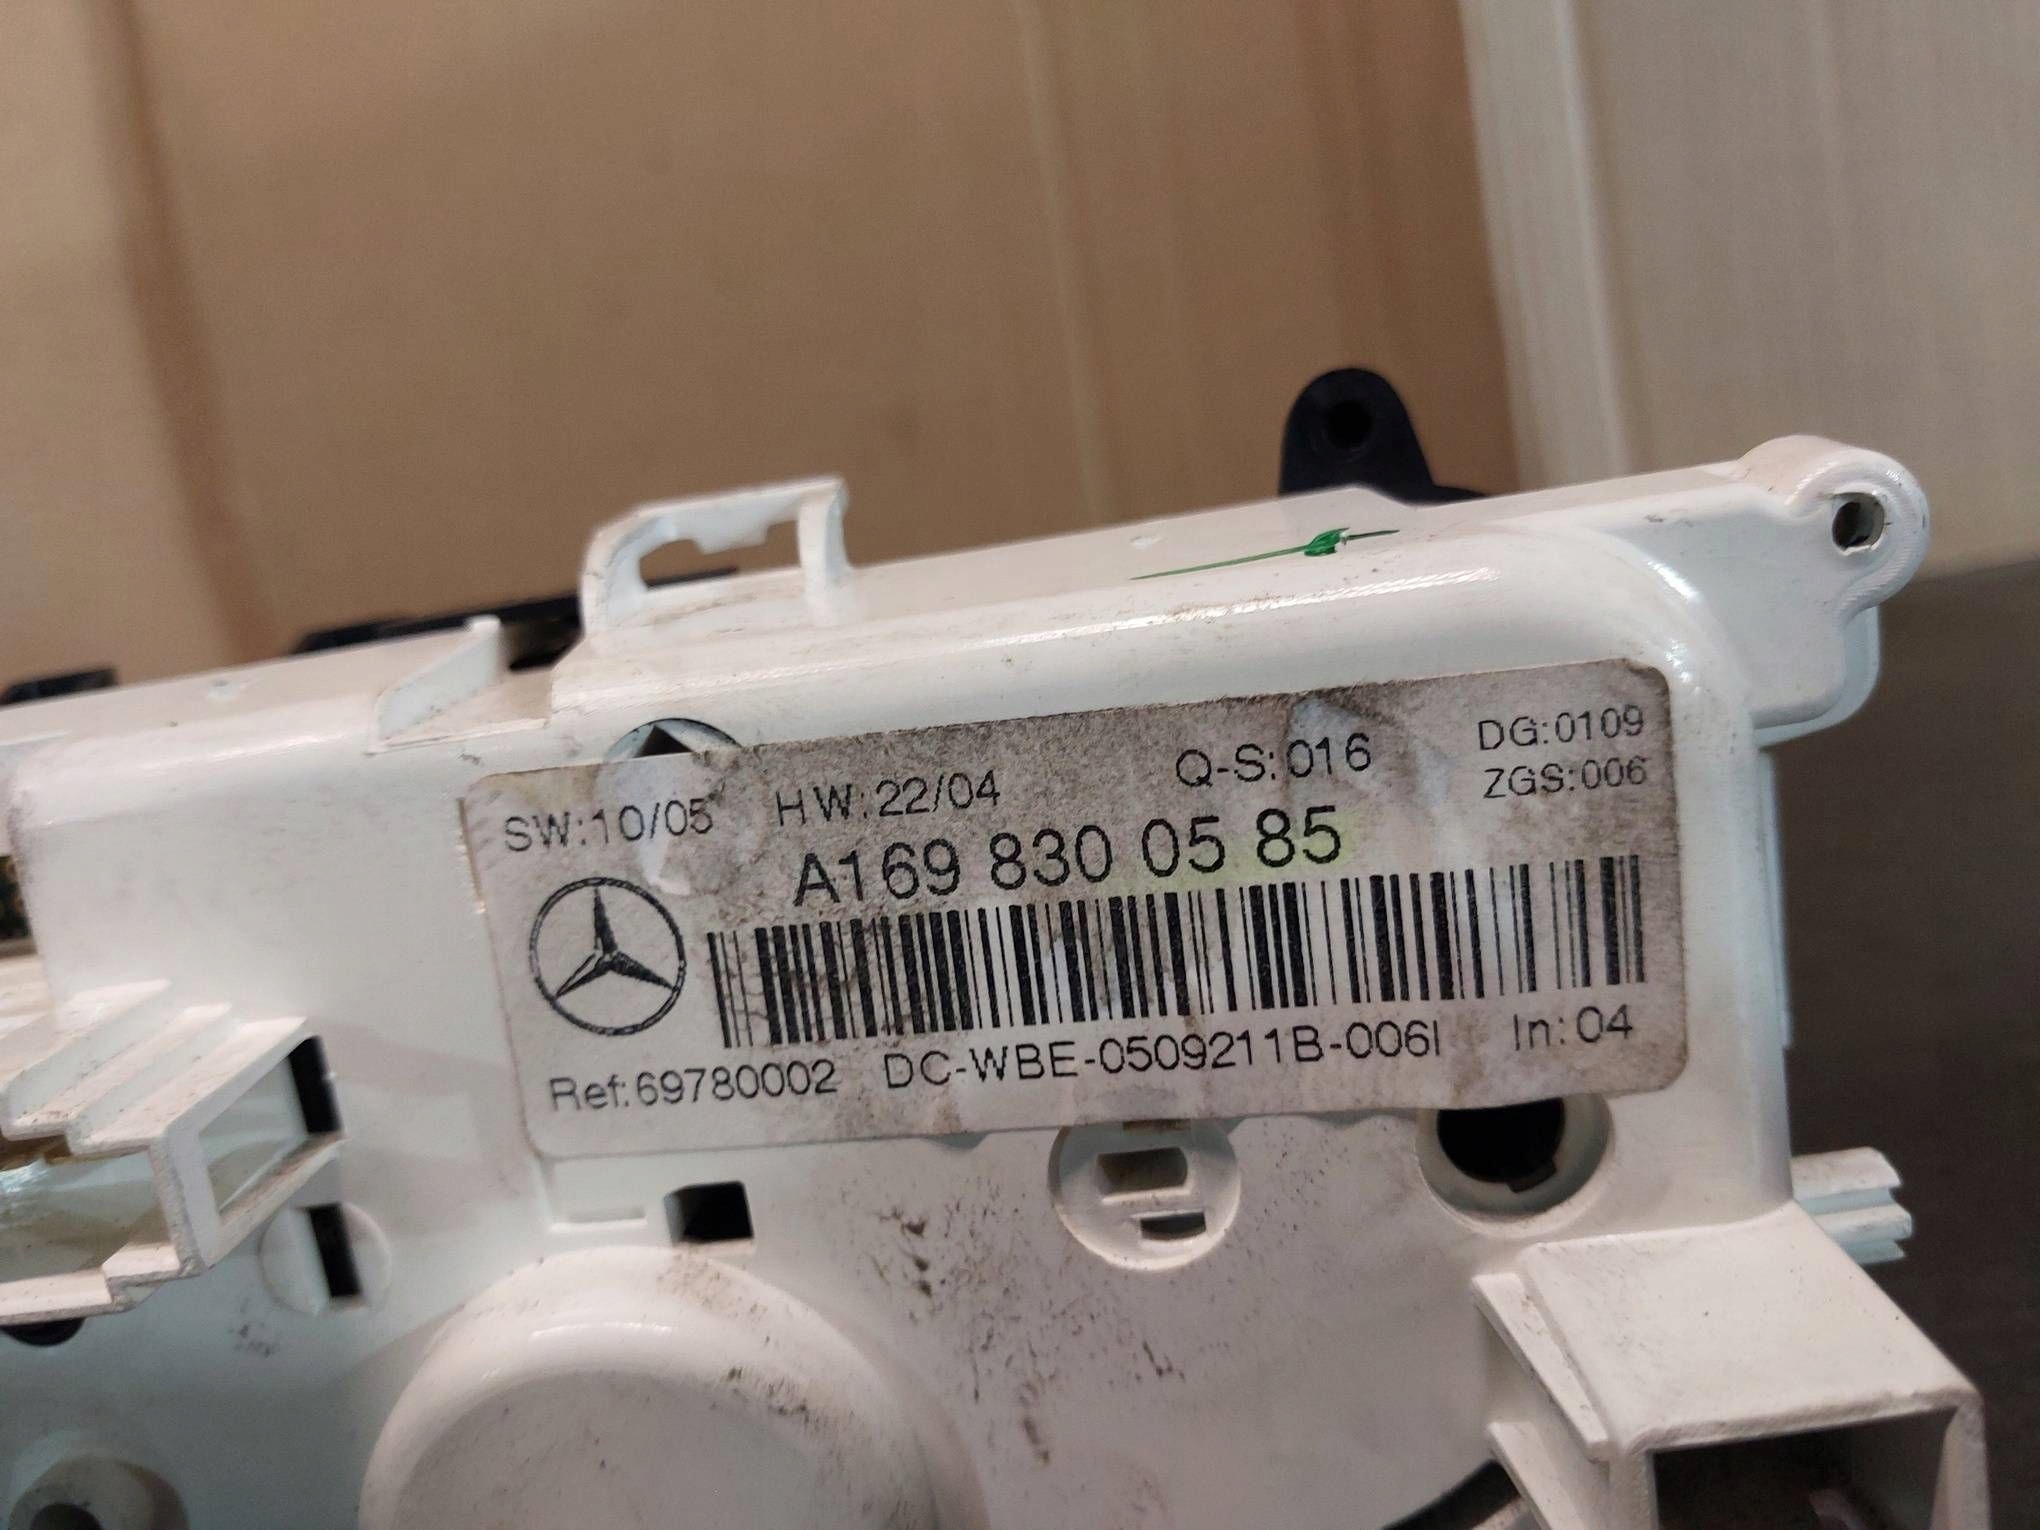 SW:10/05 HW:22/04 Q-S:016 DG:0109
ZGS:006
A169 830 05 85
Ref:69780002 DC-WBE-0509211B-006I In:04